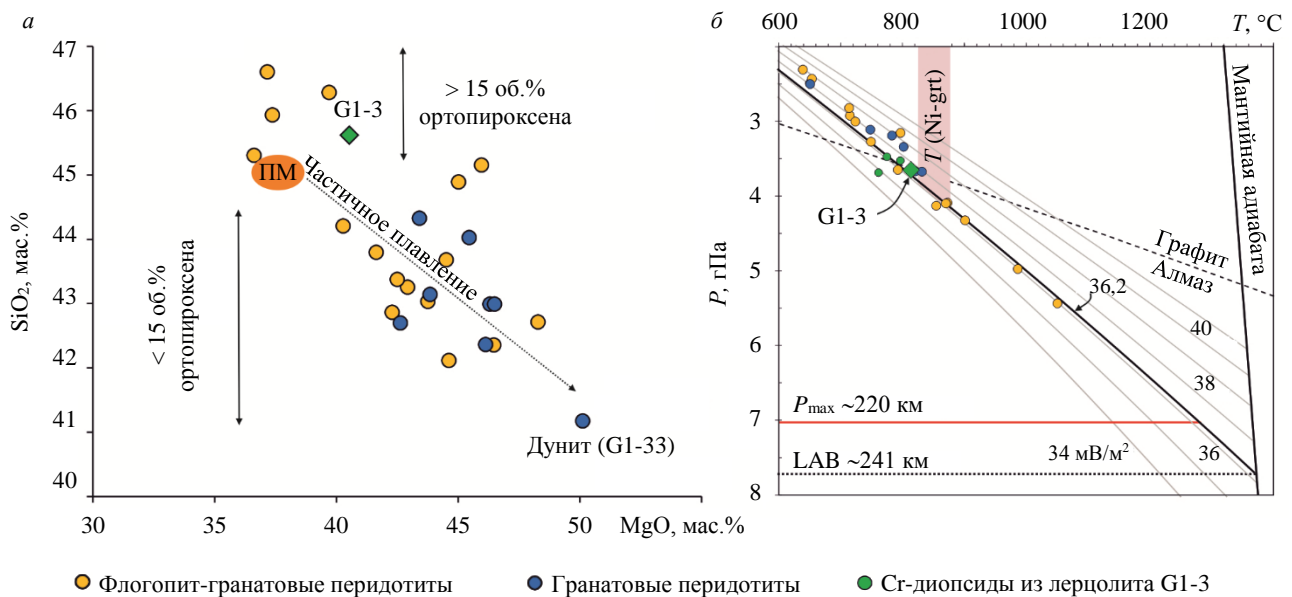 а
47
46
45
44
43
42
41
40
SiO₂, мас.%
30
35
40
45
50
MgO, мас.%
G1-3
> 15 об.%
ортопироксена
ПМ
Частичное плавление
< 15 об.%
ортопироксена
Дунит (G1-33)
б
600
800
1000
1200
T, °C
3
4
5
6
7
8
P, гПа
T (Ni-grt)
Мантийная адиабата
G1-3
Графит
Алмаз
36,2
40
38
Pmax ~220 км
34 мВ/м²
36
LAB ~241 км
Флогопит-гранатовые перидотиты
Гранатовые перидотиты
Cr-диопсиды из лерцолита G1-3